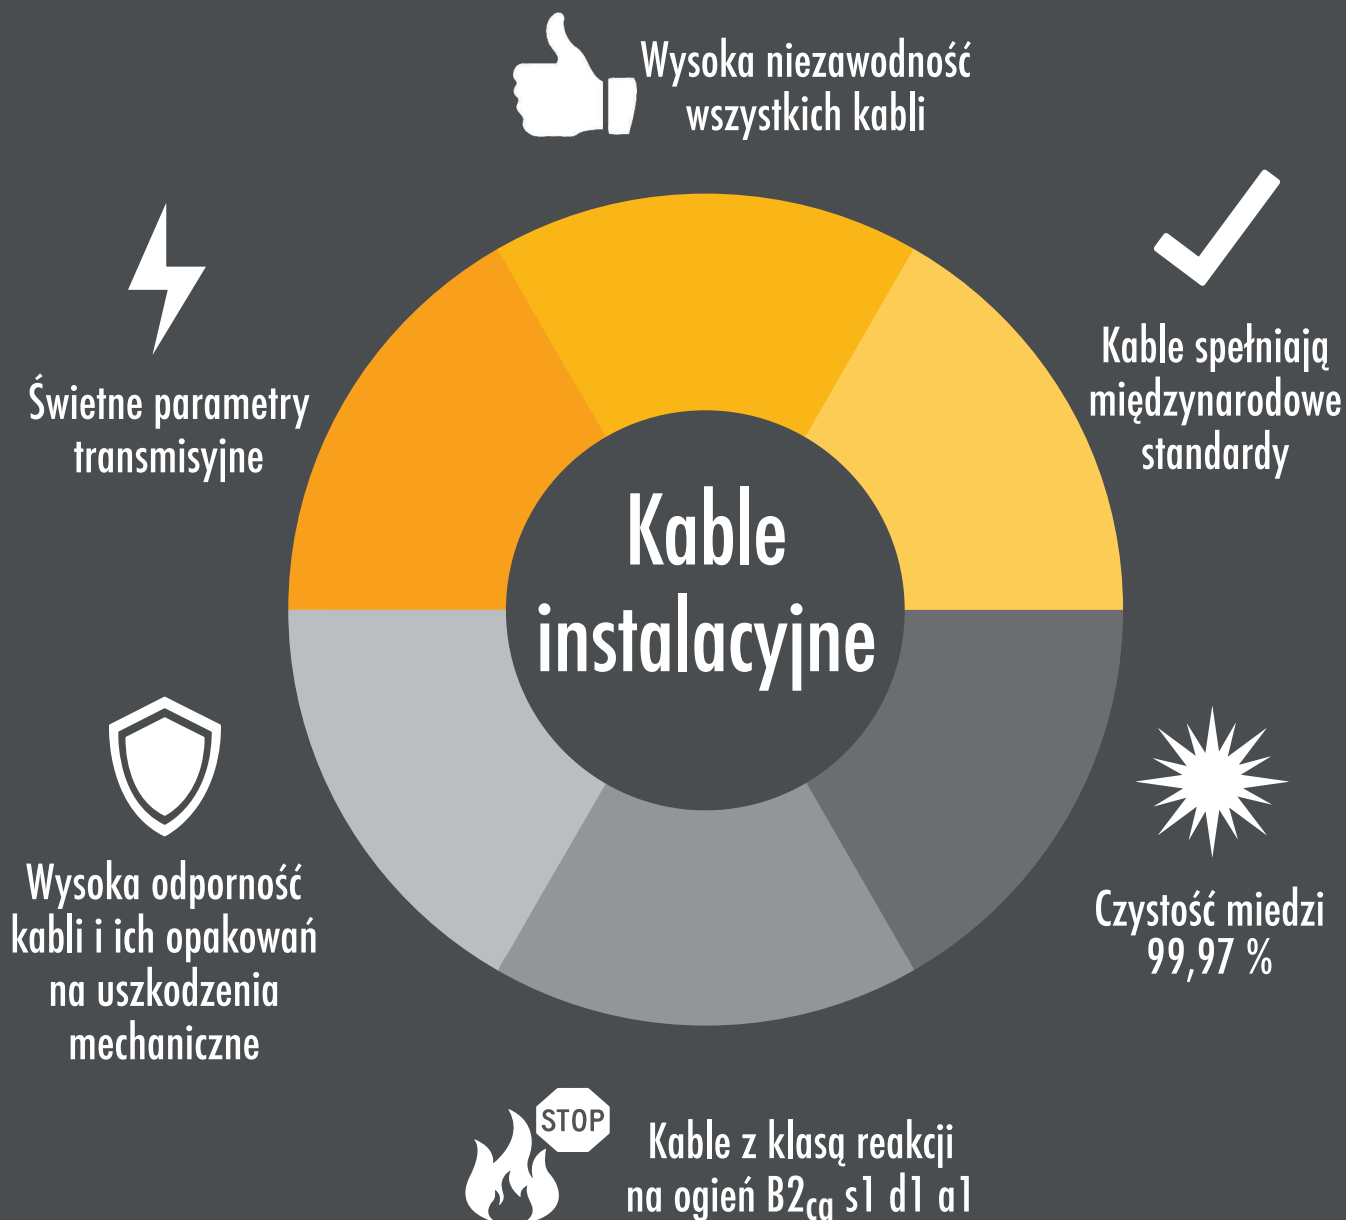 Wysoka niezawodność
wszystkich kabli
Kable spełniają
międzynarodowe
standardy
Świetne parametry
transmisyjne
Kable
instalacyjne
Wysoka odporność
kabli i ich opakowań
na uszkodzenia
mechaniczne
Czystość miedzi
99,97 %
STOP
Kable z klasą reakcji
na ogień B2ca s1 d1 a1